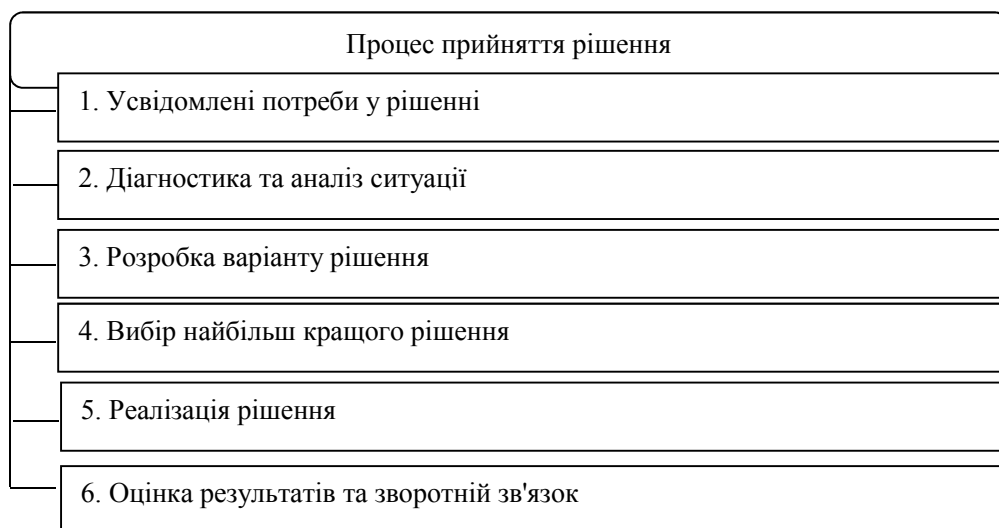 Процес прийняття рішення
1. Усвідомлені потреби у рішенні
2. Діагностика та аналіз ситуації
3. Розробка варіанту рішення
4. Вибір найбільш кращого рішення
5. Реалізація рішення
6. Оцінка результатів та зворотній зв'язок